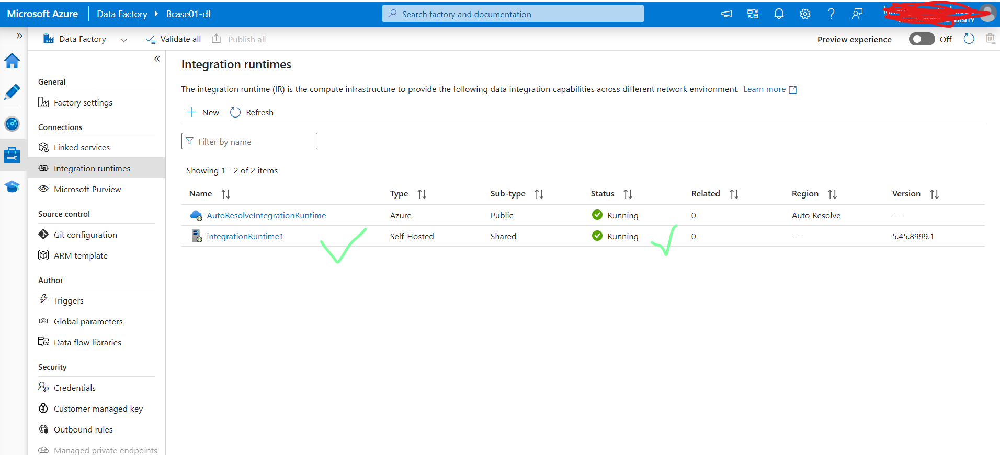 Microsoft Azure Data Factory Bcase01-df Search factory and documentation
Data Factory Validate all Publish all Preview experience Off
General
Factory settings
Connections
Linked services
Integration runtimes
Microsoft Purview
Source control
Git configuration
ARM template
Author
Triggers
Global parameters
Data flow libraries
Security
Credentials
Customer managed key
Outbound rules
Managed private endpoints
Integration runtimes
The integration runtime (IR) is the compute infrastructure to provide the following data integration capabilities across different network environment. Learn more
New Refresh
Filter by name
Showing 1 - 2 of 2 items
Name Type Sub-type Status Related Region Version
AutoResolveIntegrationRuntime Azure Public Running 0 Auto Resolve ---
integrationRuntime1 Self-Hosted Shared Running 0 --- 5.45.8999.1